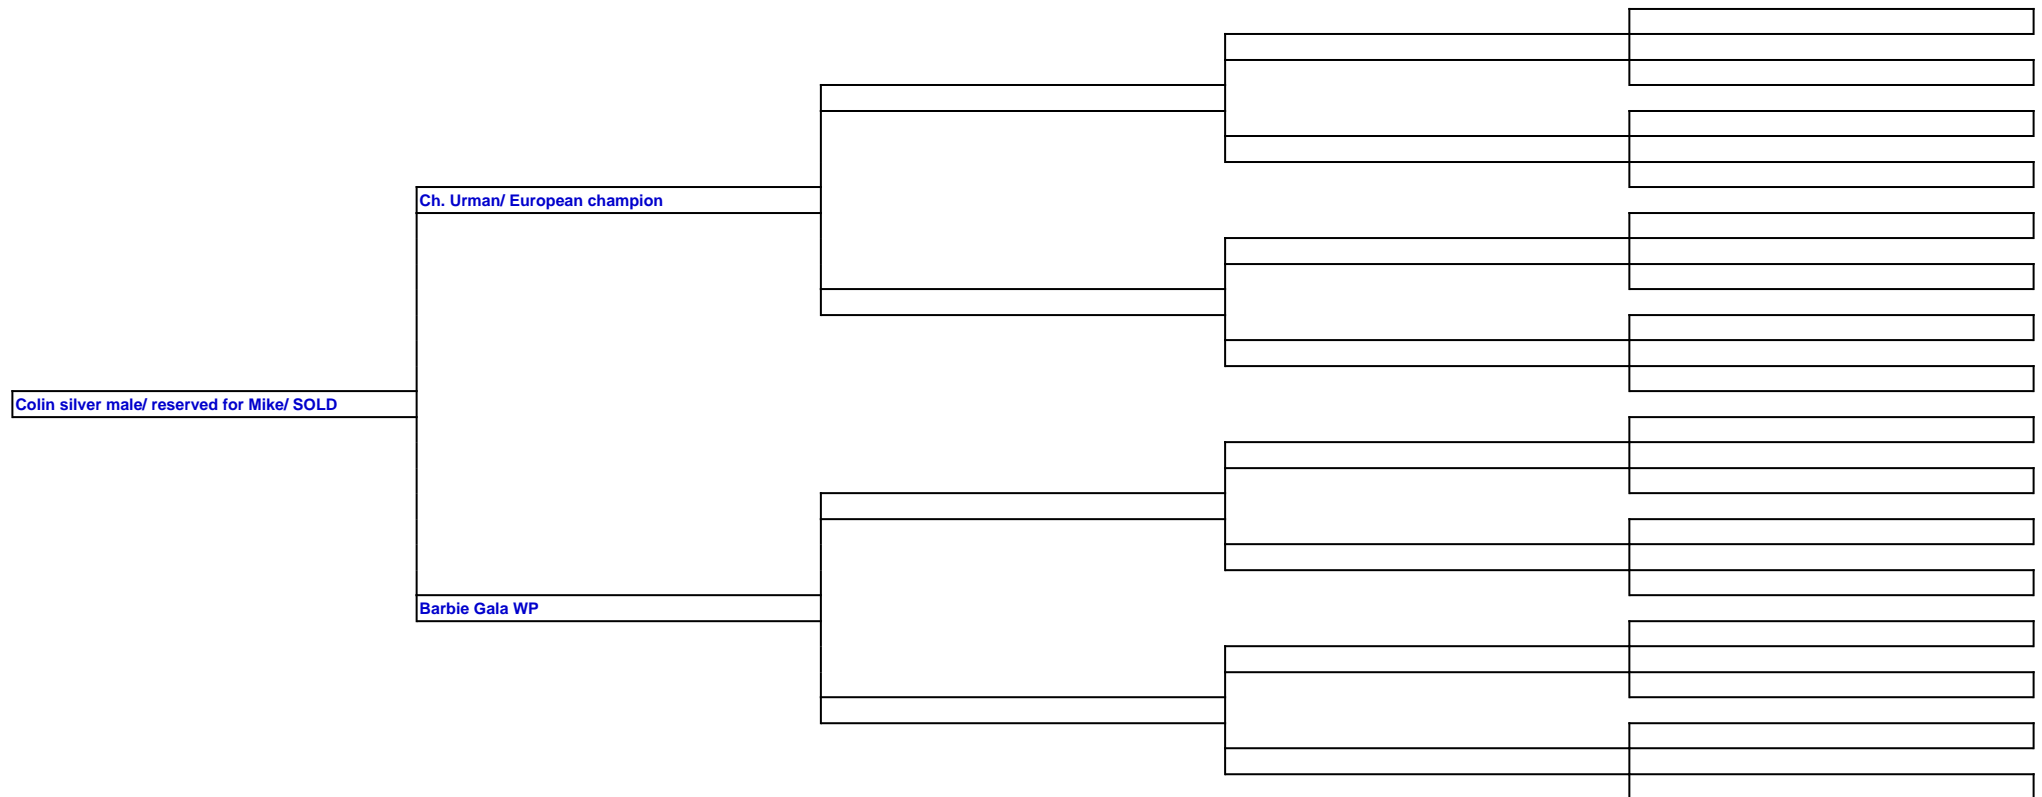 Ch. Urman/ European champion
Colin silver male/ reserved for Mike/ SOLD
Barbie Gala WP